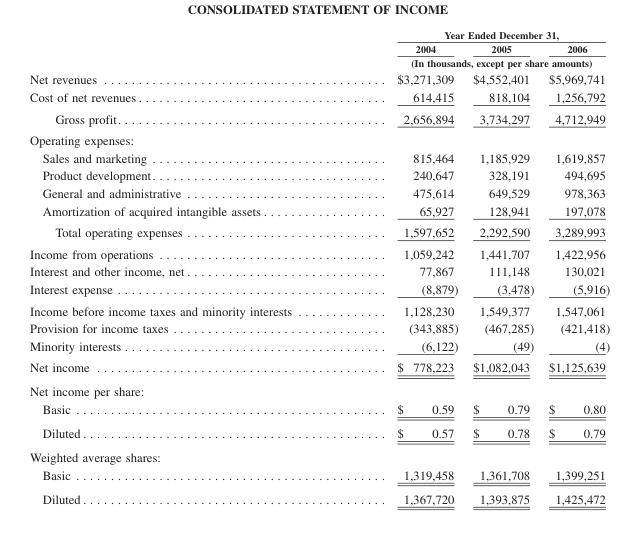 CONSOLIDATED STATEMENT OF INCOME
Year Ended December 31,
2004 2005 2006
(In thousands, except per share amounts)
Net revenues $3,271,309 $4,552,401 $5,969,741
Cost of net revenues 614,415 818,104 1,256,792
Gross profit 2,656,894 3,734,297 4,712,949
Operating expenses:
Sales and marketing 815,464 1,185,929 1,619,857
Product development 240,647 328,191 494,695
General and administrative 475,614 649,529 978,363
Amortization of acquired intangible assets 65,927 128,941 197,078
Total operating expenses 1,597,652 2,292,590 3,289,993
Income from operations 1,059,242 1,441,707 1,422,956
Interest and other income, net 77,867 111,148 130,021
Interest expense (8,879) (3,478) (5,916)
Income before income taxes and minority interests 1,128,230 1,549,377 1,547,061
Provision for income taxes (343,885) (467,285) (421,418)
Minority interests (6,122) (49) (4)
Net income $ 778,223 $1,082,043 $1,125,639
Net income per share:
Basic $ 0.59 $ 0.79 $ 0.80
Diluted $ 0.57 $ 0.78 $ 0.79
Weighted average shares:
Basic 1,319,458 1,361,708 1,399,251
Diluted 1,367,720 1,393,875 1,425,472